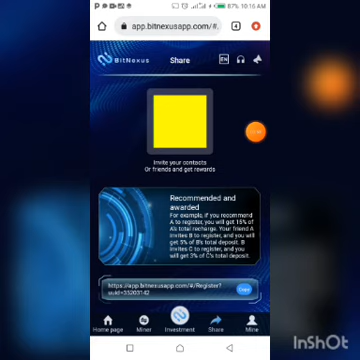 87% 10:16 AM
app.bitnexusapp.com/#.
4
BitNexus
Share
EN
Invite your contacts
Or friends and get rewards
Recommended and
awarded
For example, if you recommend
A to register, you will get 15% of
A's total recharge. Your friend A
invites B to register, and you will
get 5% of B's total deposit. B
invites C to register, and you
will get 3% of C's total deposit.
https://app.bitnexusapp.com/#/Register?
uuid=33203142
Copy
Home page
Miner
Investment
Share
Mine
InShOt